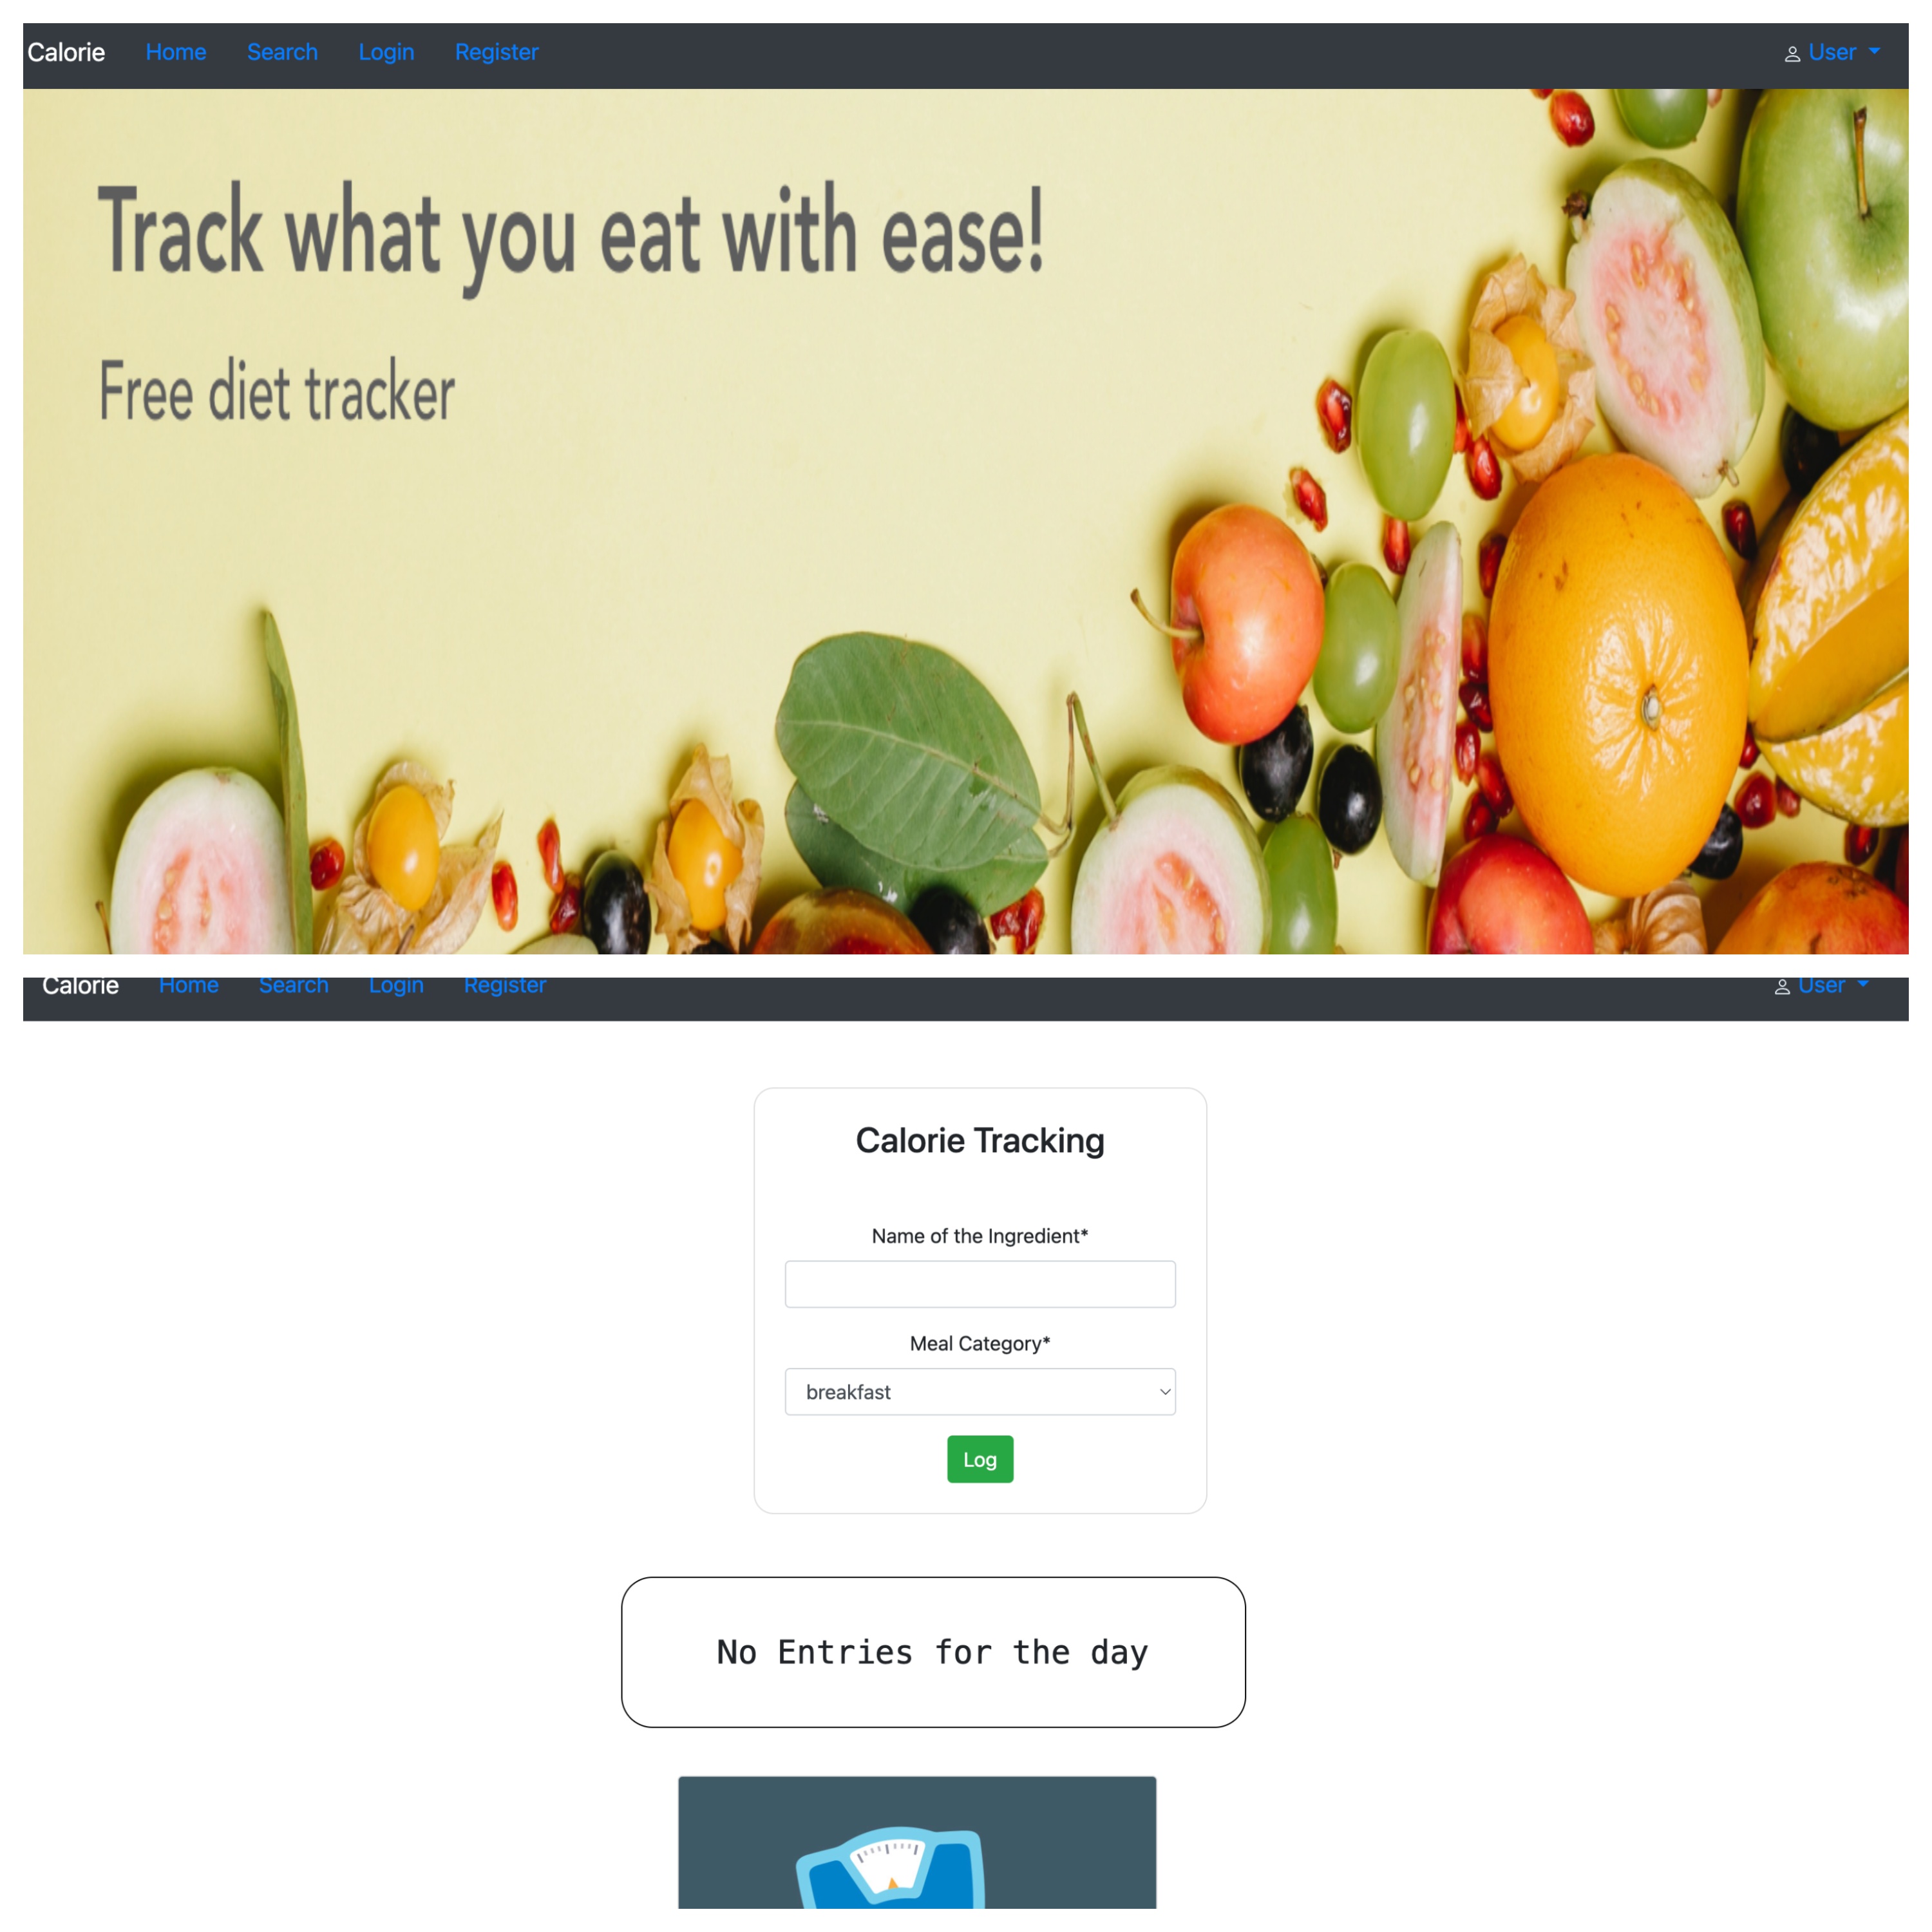 Calorie Home Search Login Register User
Track what you eat with ease!
Free diet tracker
Calorie Home Search Login Register User
Calorie Tracking
Name of the Ingredient*
Meal Category*
breakfast
Log
No Entries for the day